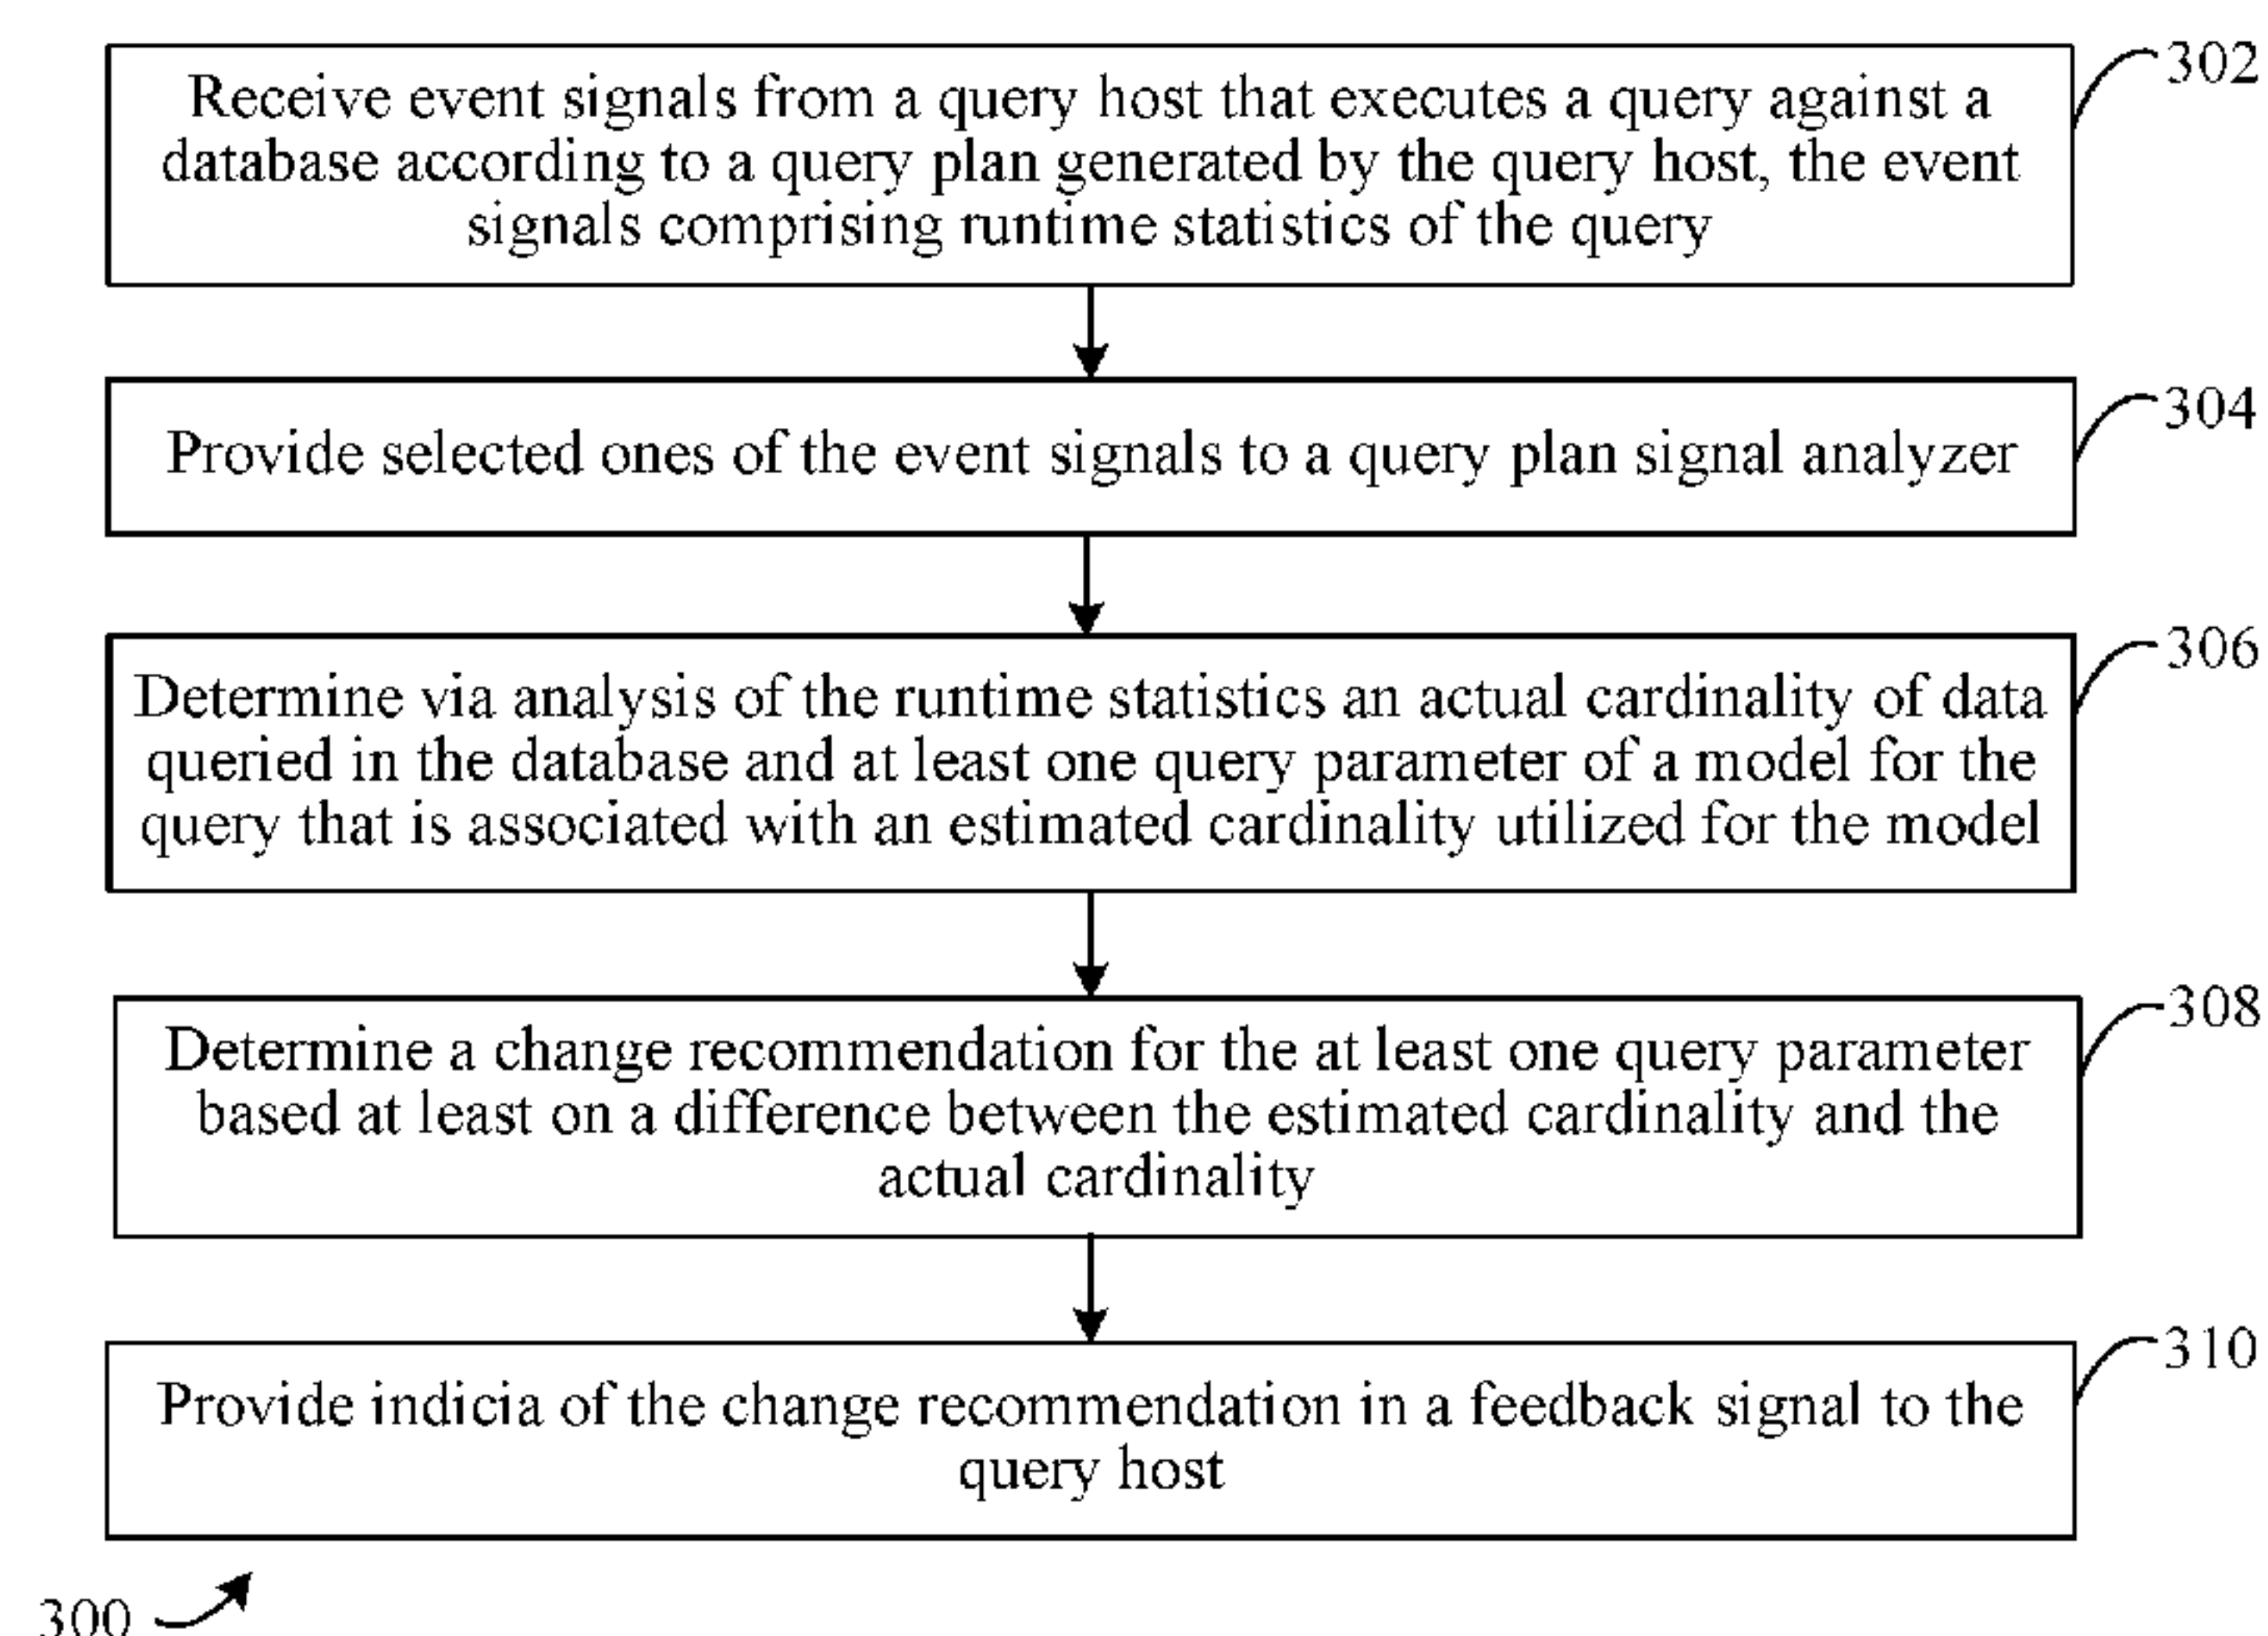 Receive event signals from a query host that executes a query against a
302
database according to a query plan generated by the query host, the event
signals comprising runtime statistics of the query
304
Provide selected ones of the event signals to a query plan signal analyzer
306
Determine via analysis of the runtime statistics an actual cardinality of data
queried in the database and at least one query parameter of a model for the
query that is associated with an estimated cardinality utilized for the model
308
Determine a change recommendation for the at least one query parameter
based at least on a difference between the estimated cardinality and the
actual cardinality
310
Provide indicia of the change recommendation in a feedback signal to the
query host
300